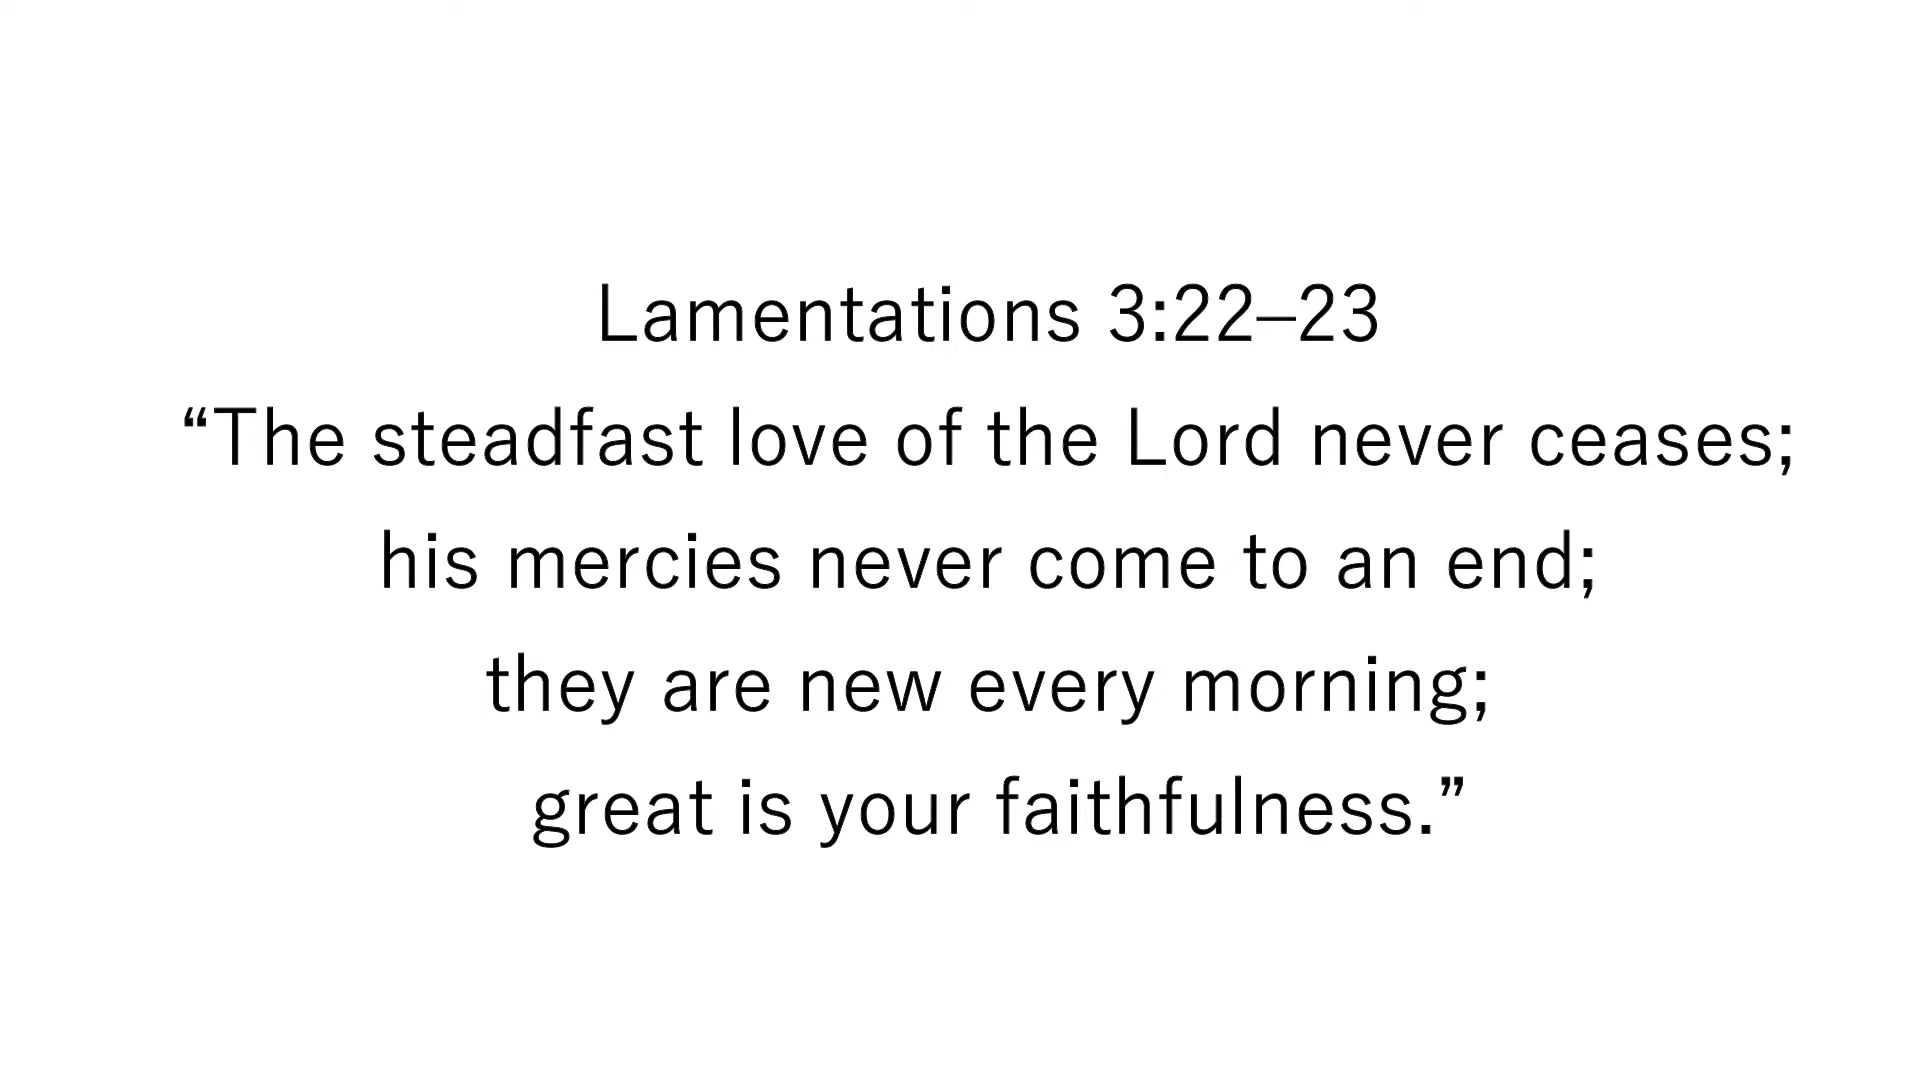 Lamentations 3:22–23
“The steadfast love of the Lord never ceases;
his mercies never come to an end;
they are new every morning;
great is your faithfulness.”